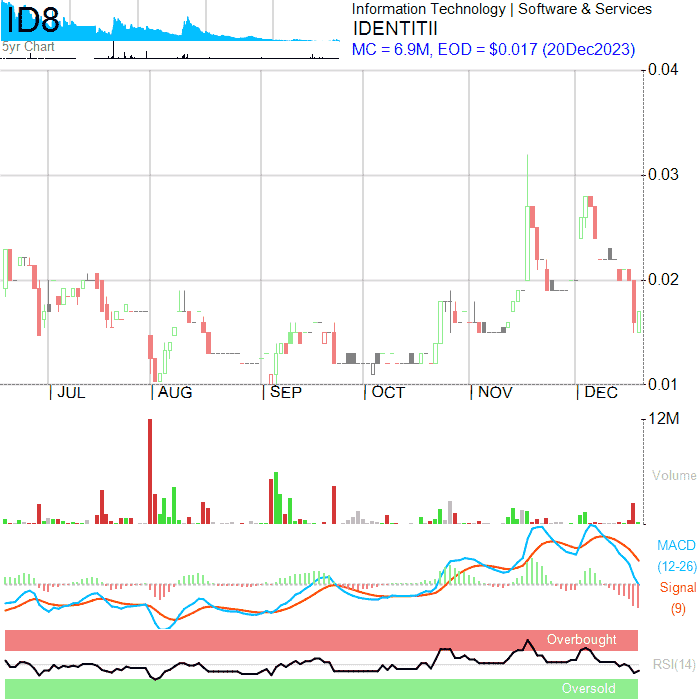 ID8
5yr Chart
Information Technology | Software & Services
IDENTITII
MC = 6.9M, EOD = $0.017 (20Dec2023)
0.04
0.03
0.02
0.01
JUL
AUG
SEP
OCT
NOV
DEC
12M
Volume
MACD
(12-26)
Signal
(9)
Overbought
RSI(14)
Oversold